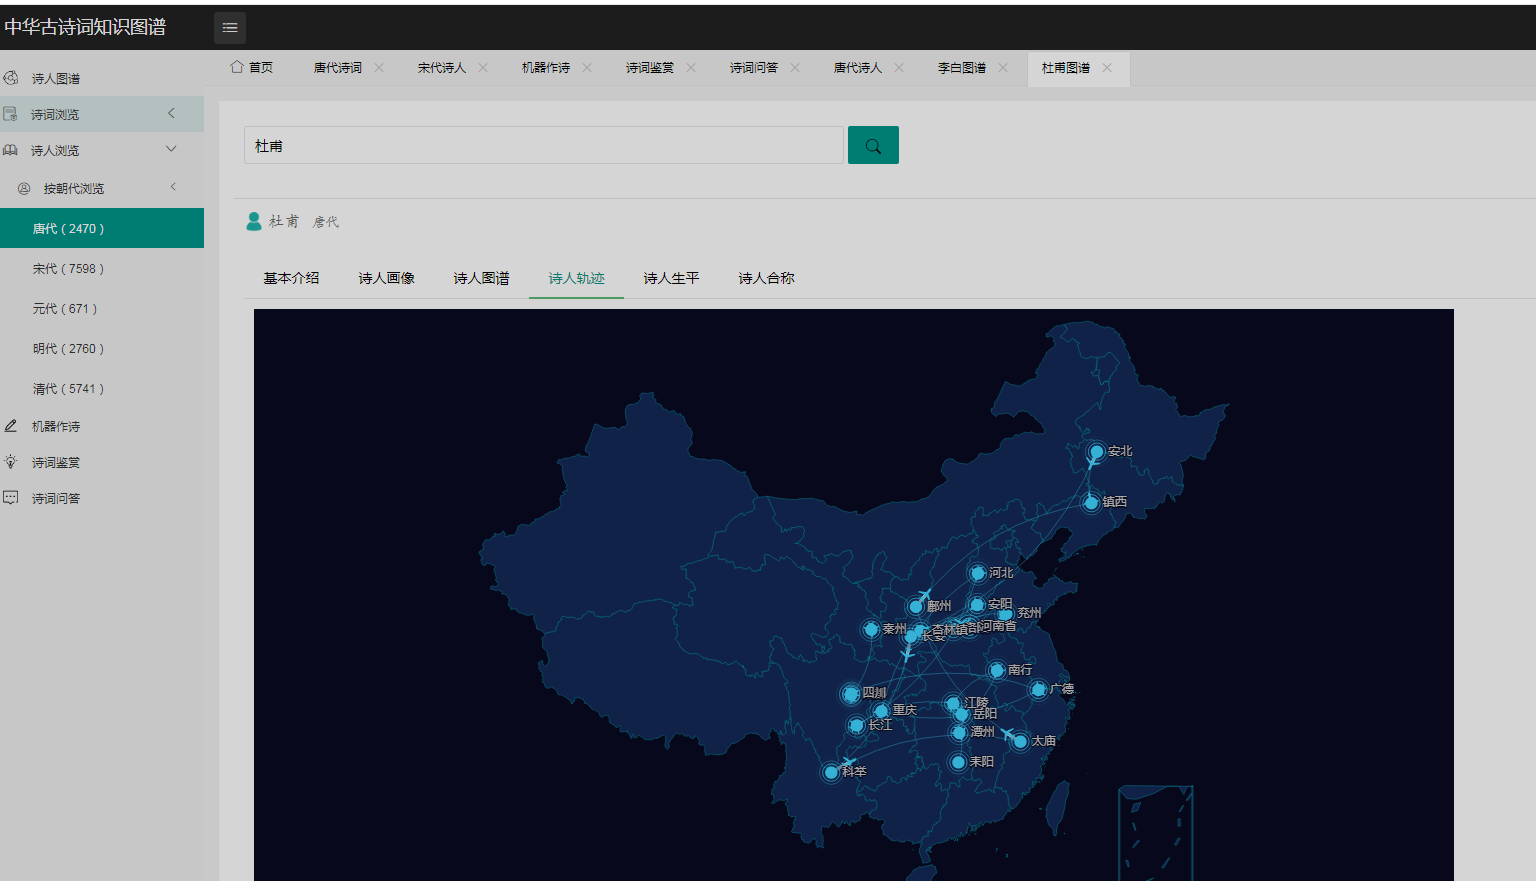 中华古诗词知识图谱
首页 唐代诗词 宋代诗人 机器作诗 诗词鉴赏 诗词问答 唐代诗人 李白图谱 杜甫图谱
诗人图谱
诗词浏览
诗人浏览
按朝代浏览
唐代（2470）
宋代（7598）
元代（671）
明代（2760）
清代（5741）
机器作诗
诗词鉴赏
诗词问答
杜甫
杜甫 唐代
基本介绍 诗人画像 诗人图谱 诗人轨迹 诗人生平 诗人合称
安北
镇西
河北
鄜州
安阳
兖州
秦州
杏林镇
河南省
长安
南行
四川
广德
重庆
江陵
岳阳
长江
潭州
太庙
耒阳
科举